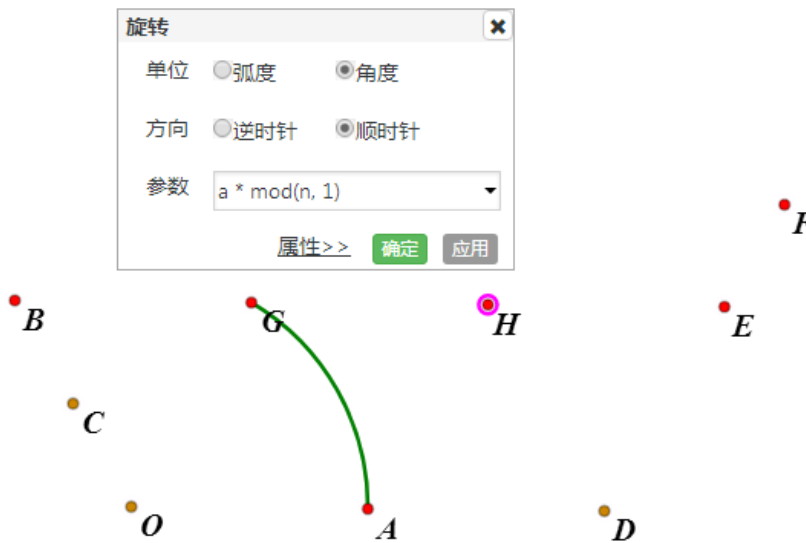 旋转
单位 弧度 角度
方向 逆时针 顺时针
参数 a * mod(n, 1)
属性>> 确定 应用
B
G
H
E
C
O
A
D